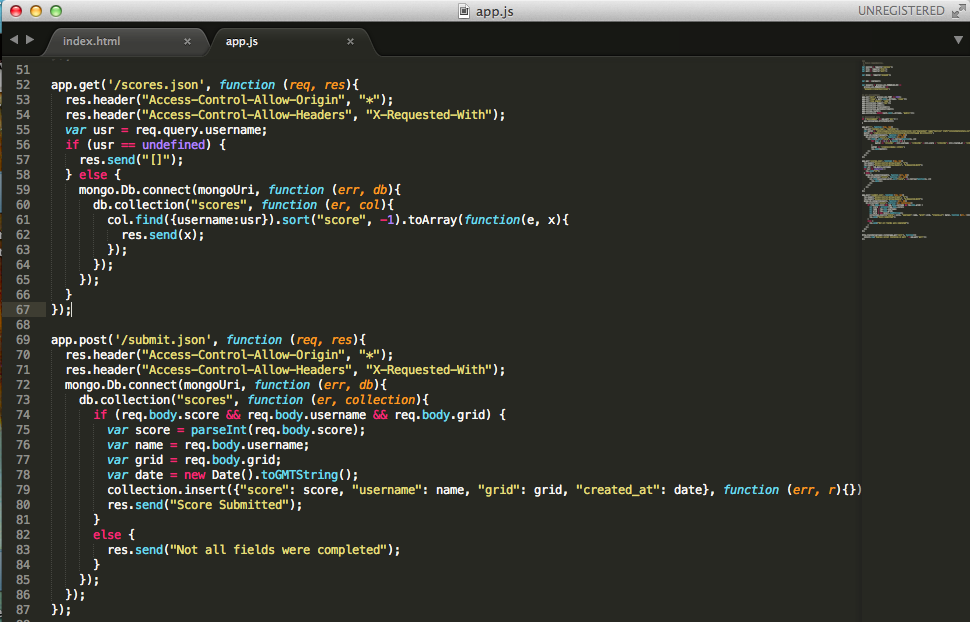 app.js
UNREGISTERED
index.html
app.js
51
52 app.get('/scores.json', function (req, res){
53   res.header("Access-Control-Allow-Origin", "*");
54   res.header("Access-Control-Allow-Headers", "X-Requested-With");
55   var usr = req.query.username;
56   if (usr == undefined) {
57     res.send("[]");
58   } else {
59     mongo.Db.connect(mongoUri, function (err, db){
60       db.collection("scores", function (er, col){
61         col.find({username:usr}).sort("score", -1).toArray(function(e, x){
62           res.send(x);
63         });
64       });
65     });
66   }
67 });
68
69 app.post('/submit.json', function (req, res){
70   res.header("Access-Control-Allow-Origin", "*");
71   res.header("Access-Control-Allow-Headers", "X-Requested-With");
72   mongo.Db.connect(mongoUri, function (err, db){
73     db.collection("scores", function (er, collection){
74       if (req.body.score && req.body.username && req.body.grid) {
75         var score = parseInt(req.body.score);
76         var name = req.body.username;
77         var grid = req.body.grid;
78         var date = new Date().toGMTString();
79         collection.insert({"score": score, "username": name, "grid": grid, "created_at": date}, function (err, r){})
80         res.send("Score Submitted");
81       }
82       else {
83         res.send("Not all fields were completed");
84       }
85     });
86   });
87 });